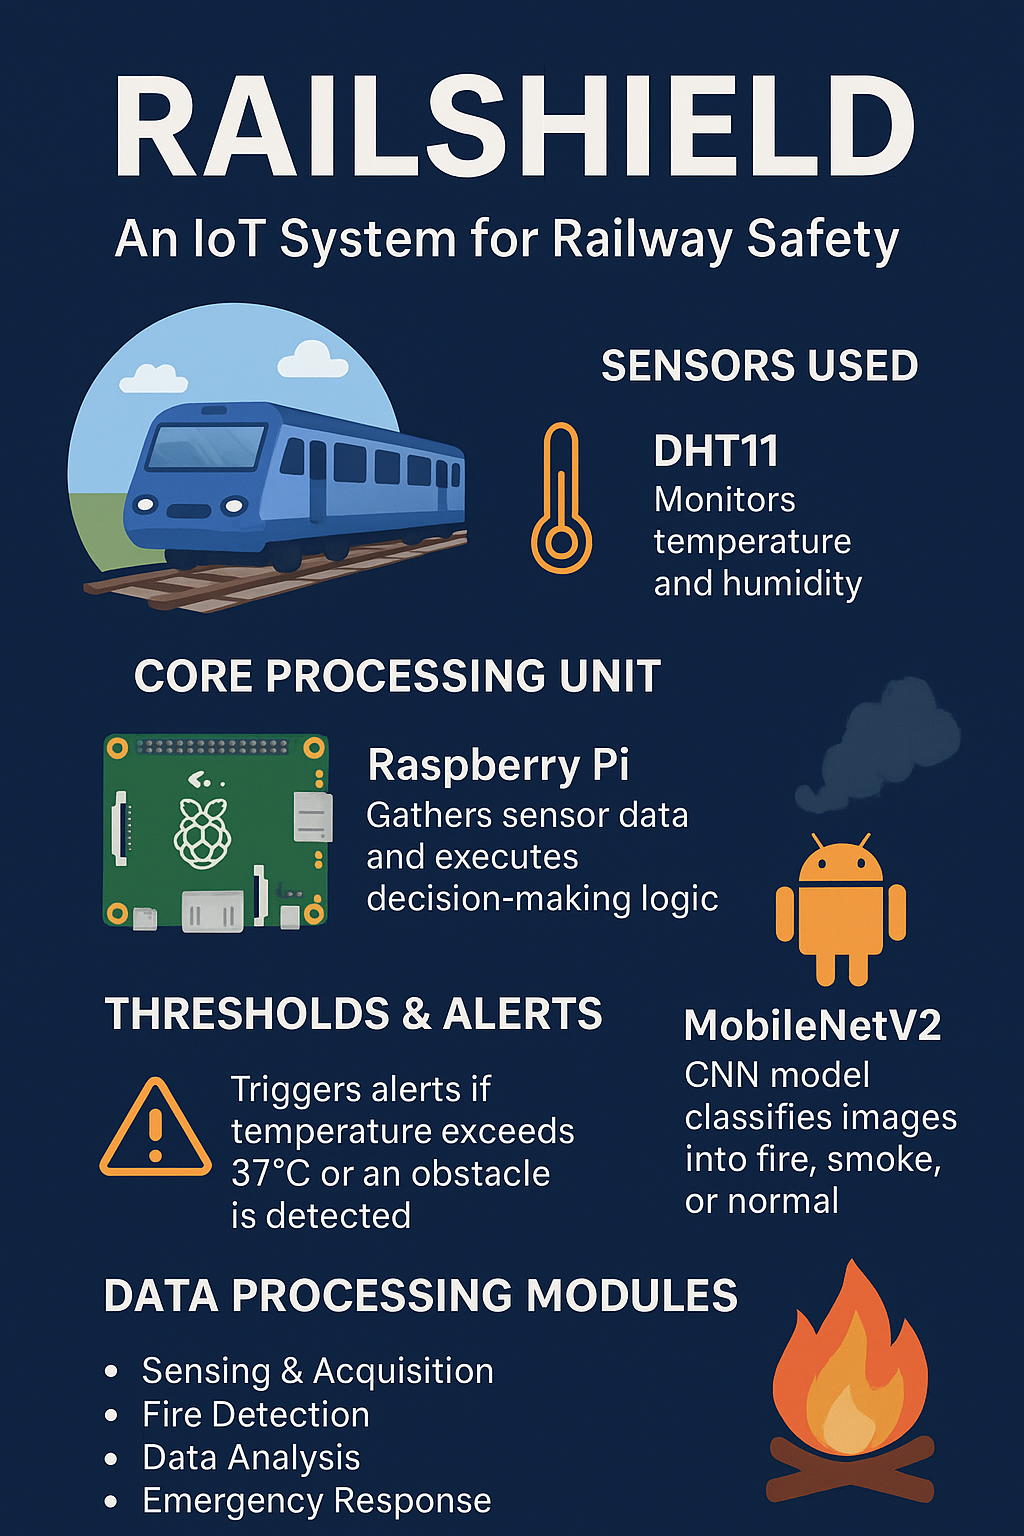 RAILSHIELD
An IoT System for Railway Safety
SENSORS USED
DHT11
Monitors
temperature
and humidity
CORE PROCESSING UNIT
Raspberry Pi
Gathers sensor data
and executes
decision-making logic
THRESHOLDS & ALERTS
Triggers alerts if
temperature exceeds
37°C or an obstacle
is detected
MobileNetV2
CNN model
classifies images
into fire, smoke,
or normal
DATA PROCESSING MODULES
• Sensing & Acquisition
• Fire Detection
• Data Analysis
• Emergency Response